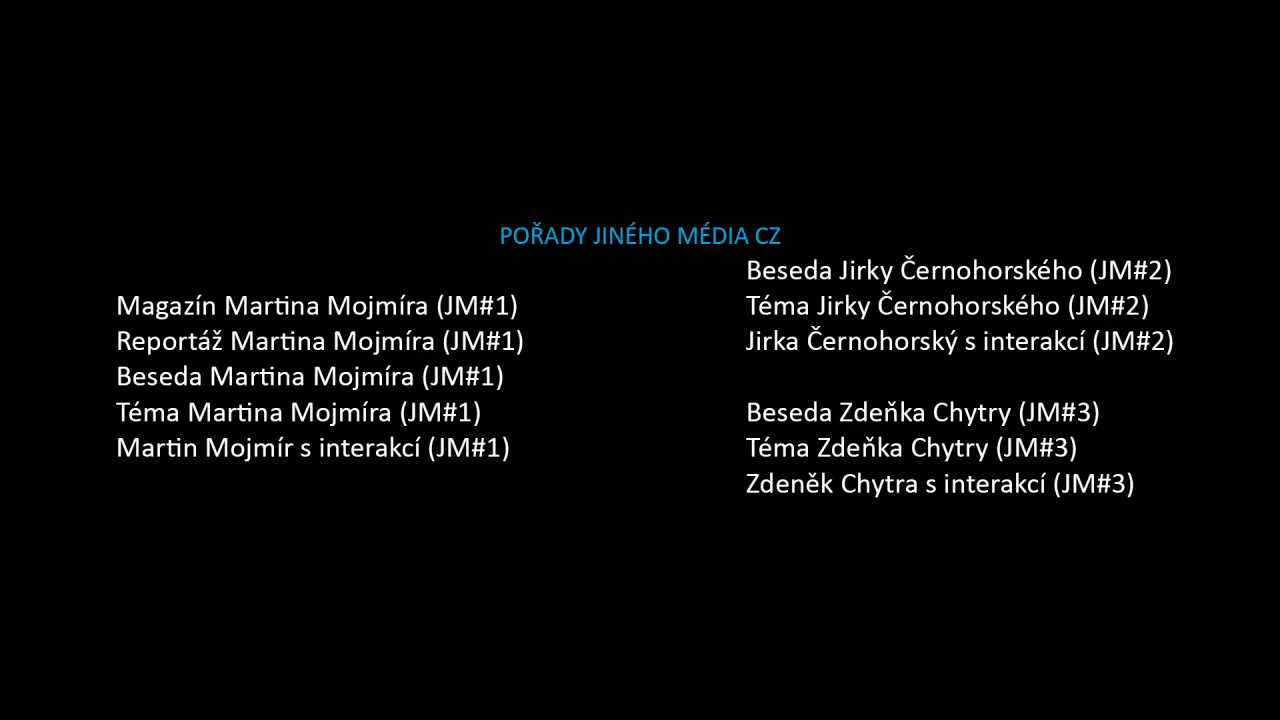 POŘADY JINÉHO MÉDIA CZ
Magazín Martina Mojmíra (JM#1)
Reportáž Martina Mojmíra (JM#1)
Beseda Martina Mojmíra (JM#1)
Téma Martina Mojmíra (JM#1)
Martin Mojmír s interakcí (JM#1)
Beseda Jirky Černohorského (JM#2)
Téma Jirky Černohorského (JM#2)
Jirka Černohorský s interakcí (JM#2)
Beseda Zdeňka Chytry (JM#3)
Téma Zdeňka Chytry (JM#3)
Zdeněk Chytra s interakcí (JM#3)